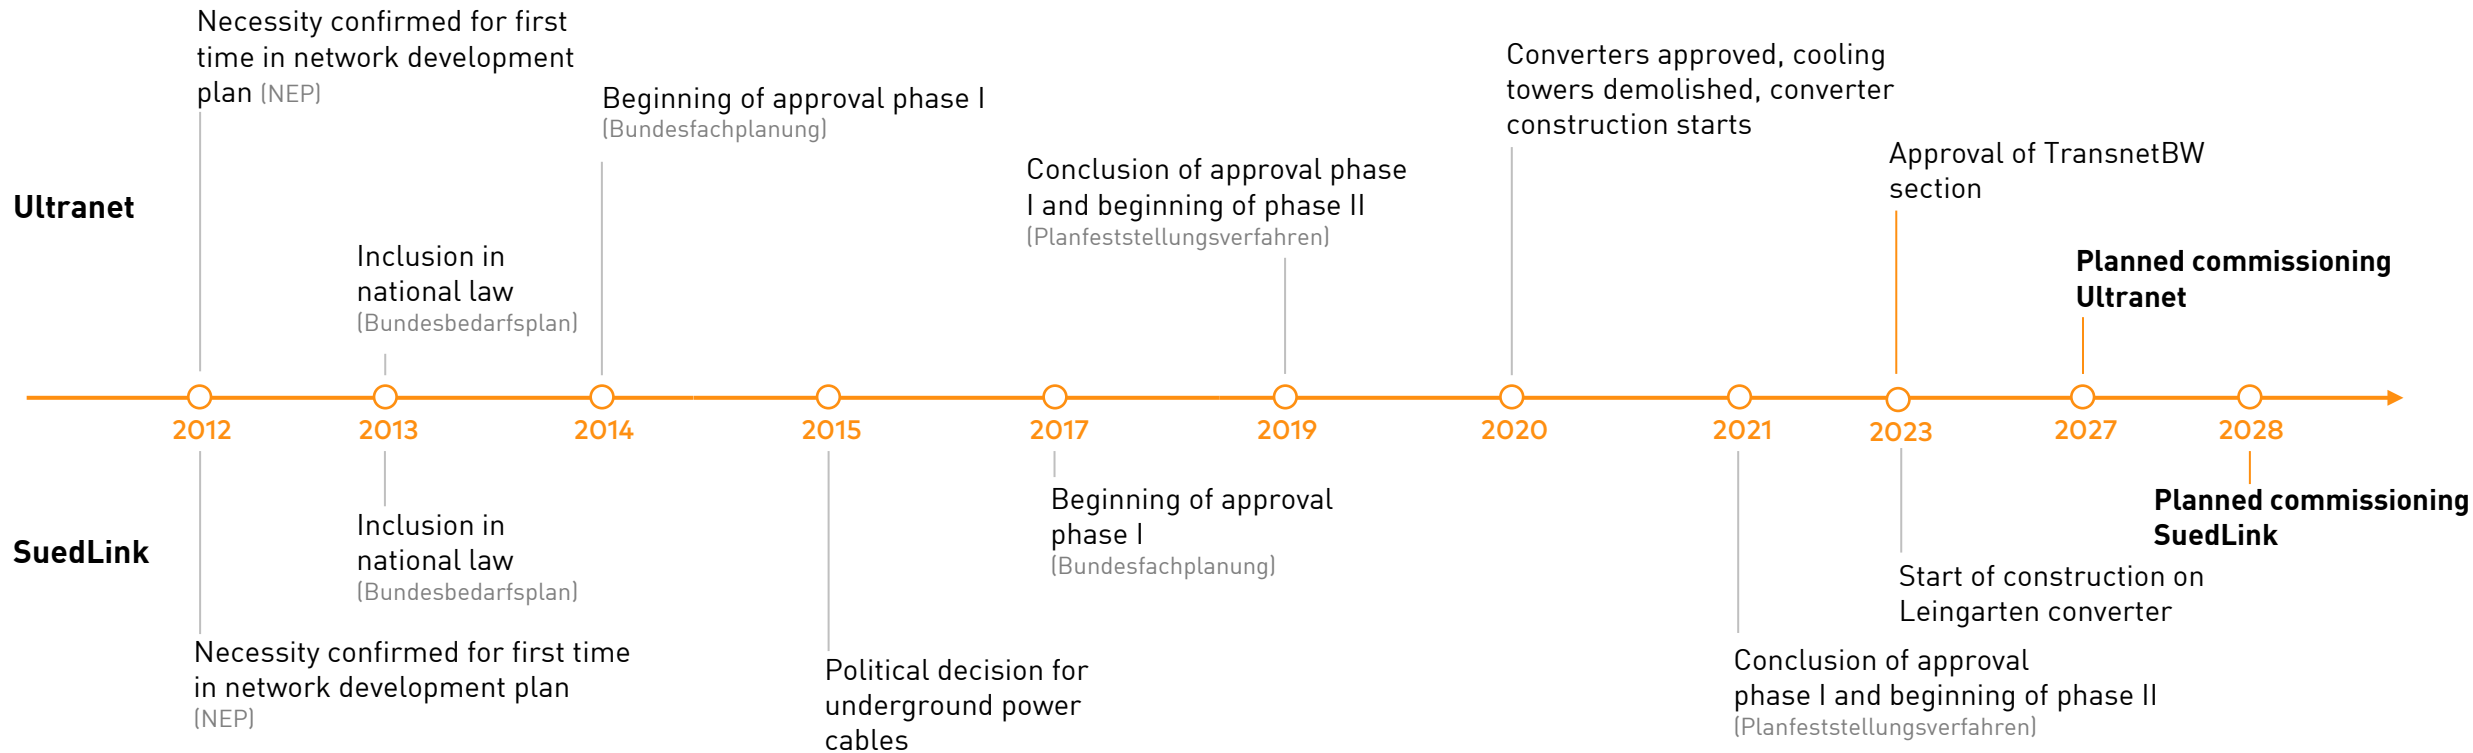 Necessity confirmed for first
time in network development
plan (NEP)
Beginning of approval phase I
(Bundesfachplanung)
Converters approved, cooling
towers demolished, converter
construction starts
Conclusion of approval phase
I and beginning of phase II
(Planfeststellungsverfahren)
Approval of TransnetBW
section
Ultranet
Inclusion in
national law
(Bundesbedarfsplan)
Planned commissioning
Ultranet
2012 2013 2014 2015 2017 2019 2020 2021 2023 2027 2028
SuedLink
Inclusion in
national law
(Bundesbedarfsplan)
Necessity confirmed for first time
in network development plan
(NEP)
Political decision for
underground power
cables
Beginning of approval
phase I
(Bundesfachplanung)
Conclusion of approval
phase I and beginning of phase II
(Planfeststellungsverfahren)
Start of construction on
Leingarten converter
Planned commissioning
SuedLink